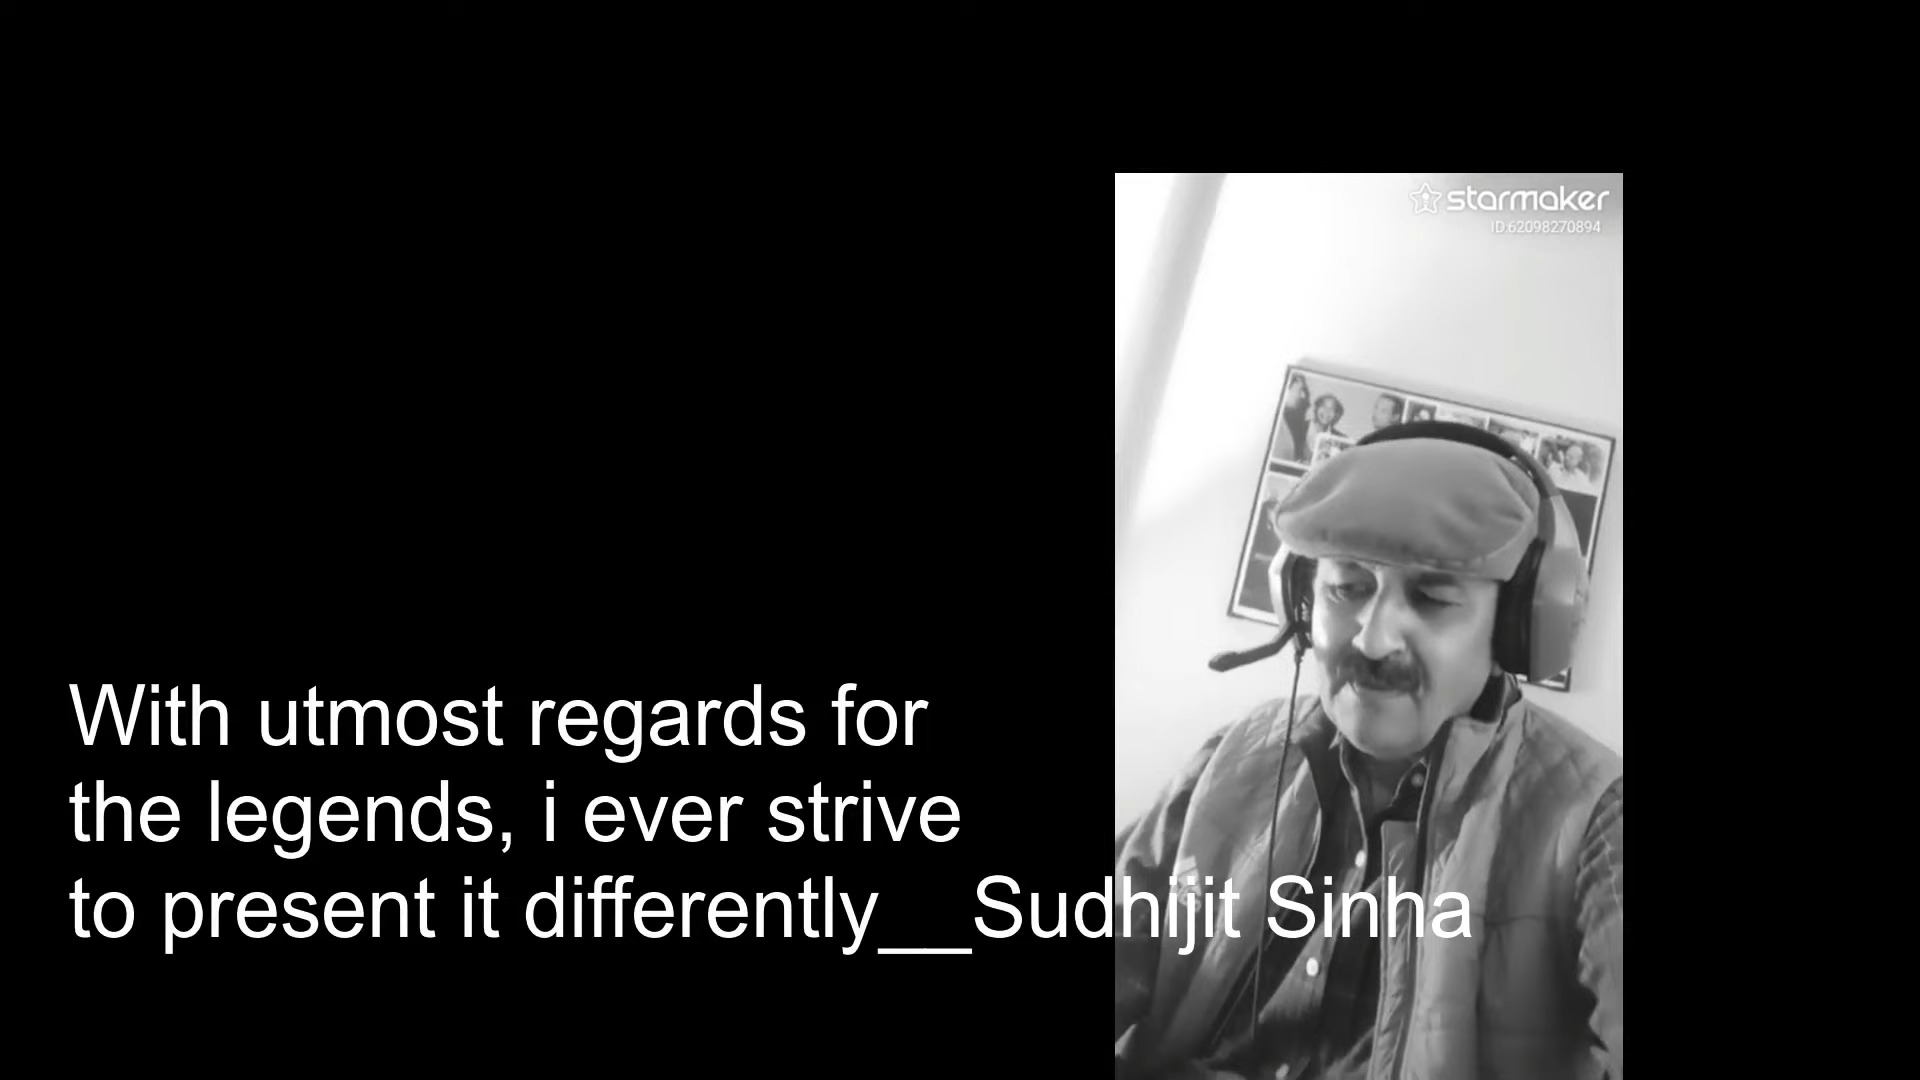 starmaker
ID:62098270894
With utmost regards for
the legends, i ever strive
to present it differently__Sudhijit Sinha